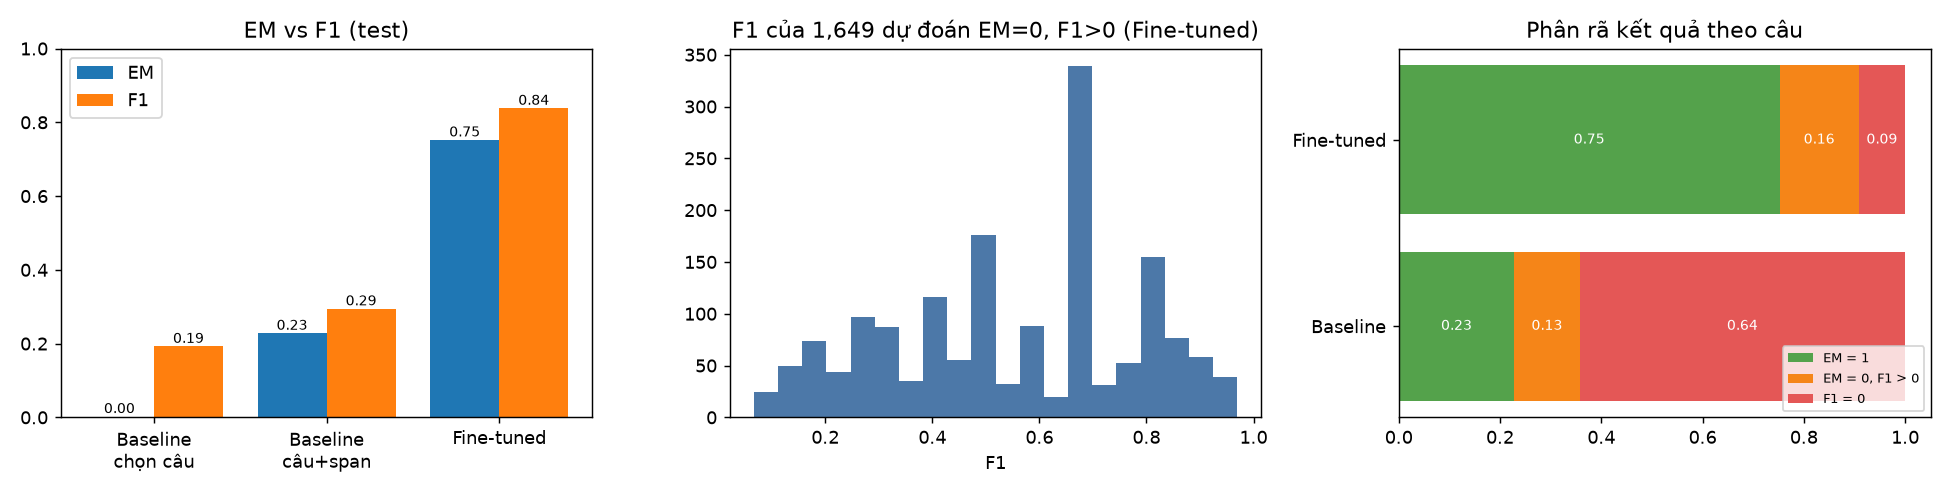 EM vs F1 (test)
1.0
0.8
0.6
0.4
0.2
0.0
EM
F1
0.00
0.19
0.23
0.29
0.75
0.84
Baseline
chọn câu
Baseline
câu+span
Fine-tuned
F1 của 1,649 dự đoán EM=0, F1>0 (Fine-tuned)
350
300
250
200
150
100
50
0
0.2 0.4 0.6 0.8 1.0
F1
Phân rã kết quả theo câu
Fine-tuned
0.75 0.16 0.09
Baseline
0.23 0.13 0.64
EM = 1
EM = 0, F1 > 0
F1 = 0
0.0 0.2 0.4 0.6 0.8 1.0